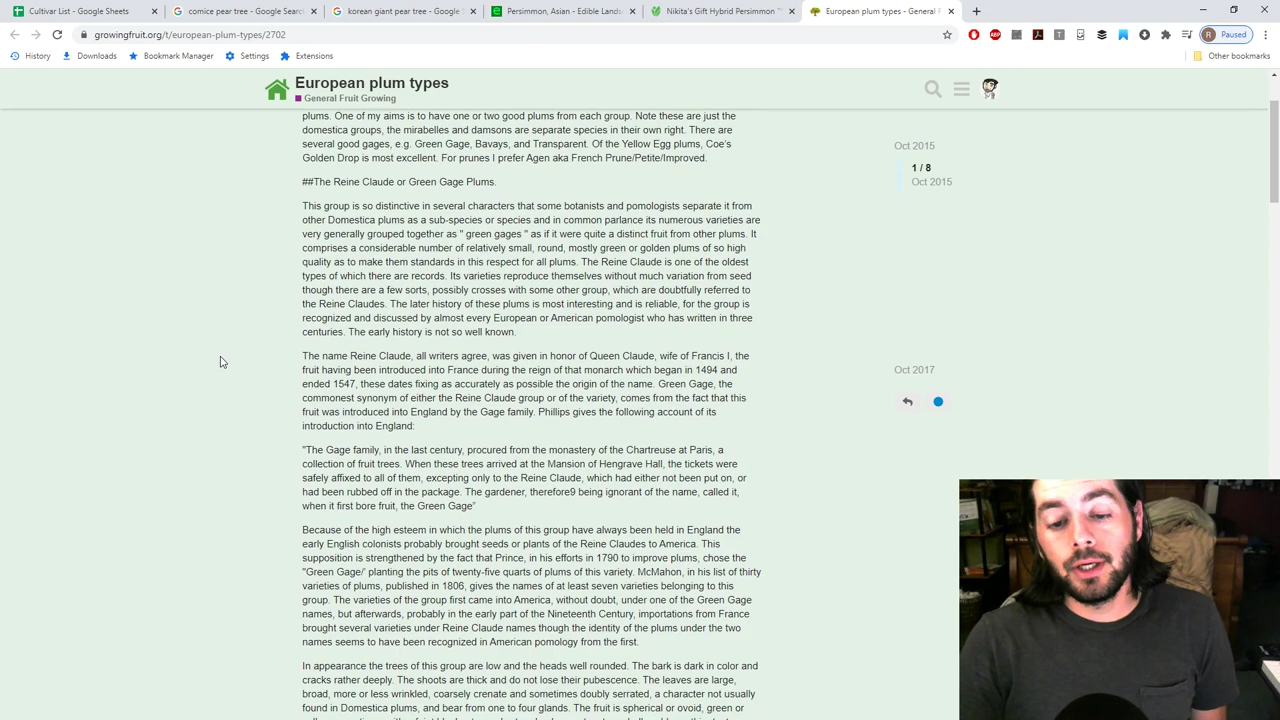 Cultivar List - Google Sheets
comice pear tree - Google Searc
korean giant pear tree - Google S
Persimmon, Asian - Edible Lands
Nikita's Gift Hybrid Persimmon ™
European plum types - General F
growingfruit.org/t/european-plum-types/2702
R Paused
History
Downloads
Bookmark Manager
Settings
Extensions
Other bookmarks
European plum types
General Fruit Growing
plums. One of my aims is to have one or two good plums from each group. Note these are just the
domestica groups, the mirabelles and damsons are separate species in their own right. There are
several good gages, e.g. Green Gage, Bavays, and Transparent. Of the Yellow Egg plums, Coe's
Golden Drop is most excellent. For prunes I prefer Agen aka French Prune/Petite/Improved.
##The Reine Claude or Green Gage Plums.
This group is so distinctive in several characters that some botanists and pomologists separate it from
other Domestica plums as a sub-species or species and in common parlance its numerous varieties are
very generally grouped together as " green gages " as if it were quite a distinct fruit from other plums. It
comprises a considerable number of relatively small, round, mostly green or golden plums of so high
quality as to make them standards in this respect for all plums. The Reine Claude is one of the oldest
types of which there are records. Its varieties reproduce themselves without much variation from seed
though there are a few sorts, possibly crosses with some other group, which are doubtfully referred to
the Reine Claudes. The later history of these plums is most interesting and is reliable, for the group is
recognized and discussed by almost every European or American pomologist who has written in three
centuries. The early history is not so well known.
The name Reine Claude, all writers agree, was given in honor of Queen Claude, wife of Francis I, the
fruit having been introduced into France during the reign of that monarch which began in 1494 and
ended 1547, these dates fixing as accurately as possible the origin of the name. Green Gage, the
commonest synonym of either the Reine Claude group or of the variety, comes from the fact that this
fruit was introduced into England by the Gage family. Phillips gives the following account of its
introduction into England:
"The Gage family, in the last century, procured from the monastery of the Chartreuse at Paris, a
collection of fruit trees. When these trees arrived at the Mansion of Hengrave Hall, the tickets were
safely affixed to all of them, excepting only to the Reine Claude, which had either not been put on, or
had been rubbed off in the package. The gardener, therefore9 being ignorant of the name, called it,
when it first bore fruit, the Green Gage"
Because of the high esteem in which the plums of this group have always been held in England the
early English colonists probably brought seeds or plants of the Reine Claudes to America. This
supposition is strengthened by the fact that Prince, in his efforts in 1790 to improve plums, chose the
"Green Gage/' planting the pits of twenty-five quarts of plums of this variety. McMahon, in his list of thirty
varieties of plums, published in 1806, gives the names of at least seven varieties belonging to this
group. The varieties of the group first came into America, without doubt, under one of the Green Gage
names, but afterwards, probably in the early part of the Nineteenth Century, importations from France
brought several varieties under Reine Claude names though the identity of the plums under the two
names seems to have been recognized in American pomology from the first.
In appearance the trees of this group are low and the heads well rounded. The bark is dark in color and
cracks rather deeply. The shoots are thick and do not lose their pubescence. The leaves are large,
broad, more or less wrinkled, coarsely crenate and sometimes doubly serrated, a character not usually
found in Domestica plums, and bear from one to four glands. The fruit is spherical or ovoid, green or
Oct 2015
1 / 8
Oct 2015
Oct 2017